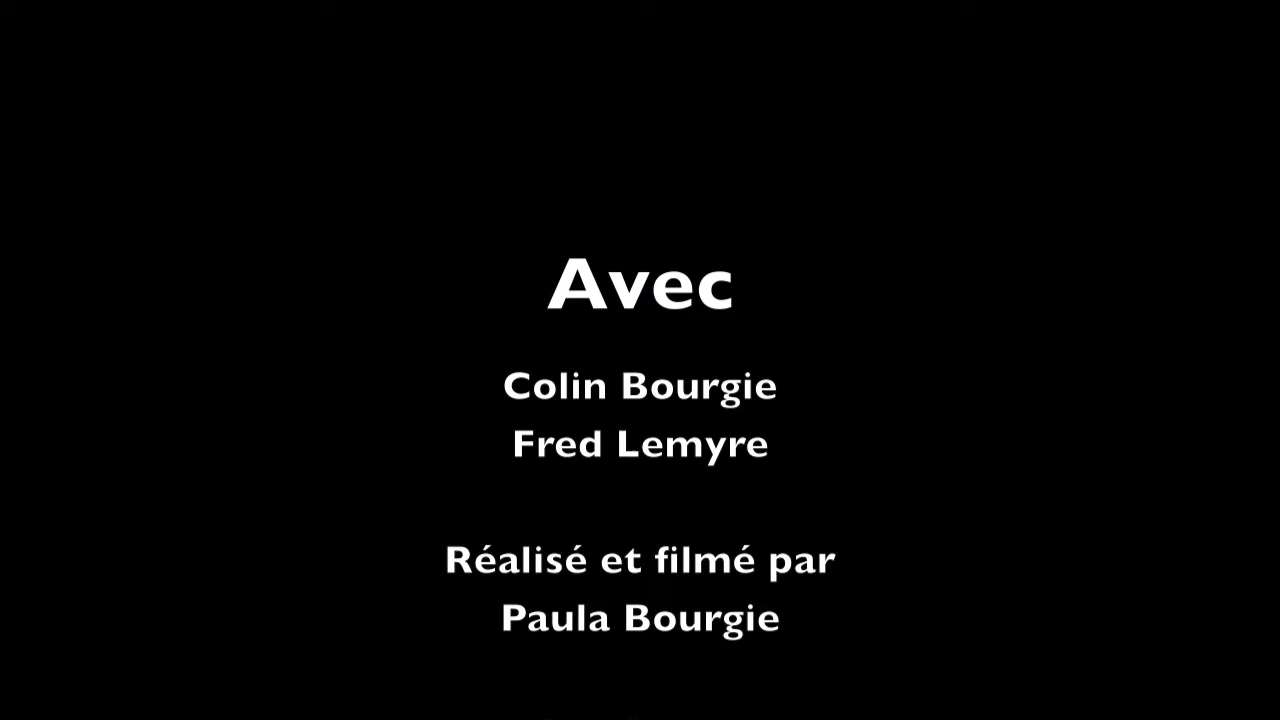 Avec
Colin Bourgie
Fred Lemyre
Réalisé et filmé par
Paula Bourgie